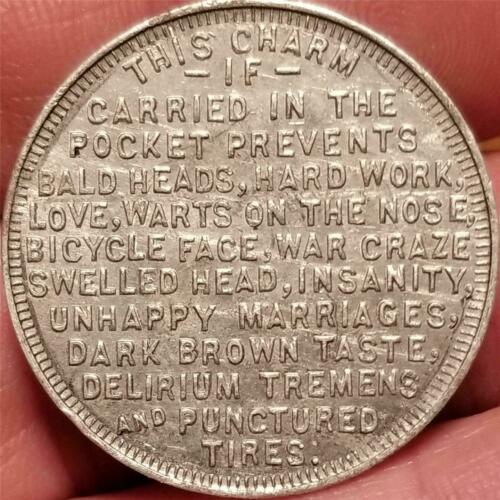 THIS CHARM
— IF —
CARRIED IN THE
POCKET PREVENTS
BALD HEADS, HARD WORK,
LOVE, WARTS ON THE NOSE,
BICYCLE FACE, WAR CRAZE
SWELLED HEAD, INSANITY,
UNHAPPY MARRIAGES,
DARK BROWN TASTE,
DELIRIUM TREMENS
AND PUNCTURED
TIRES.